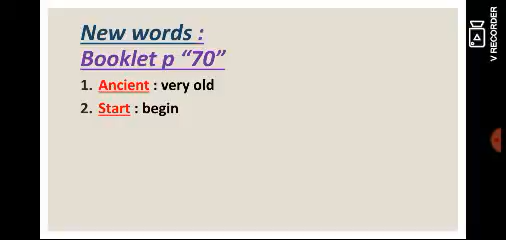 New words :
Booklet p “70”
1. Ancient : very old
2. Start : begin
V RECORDER